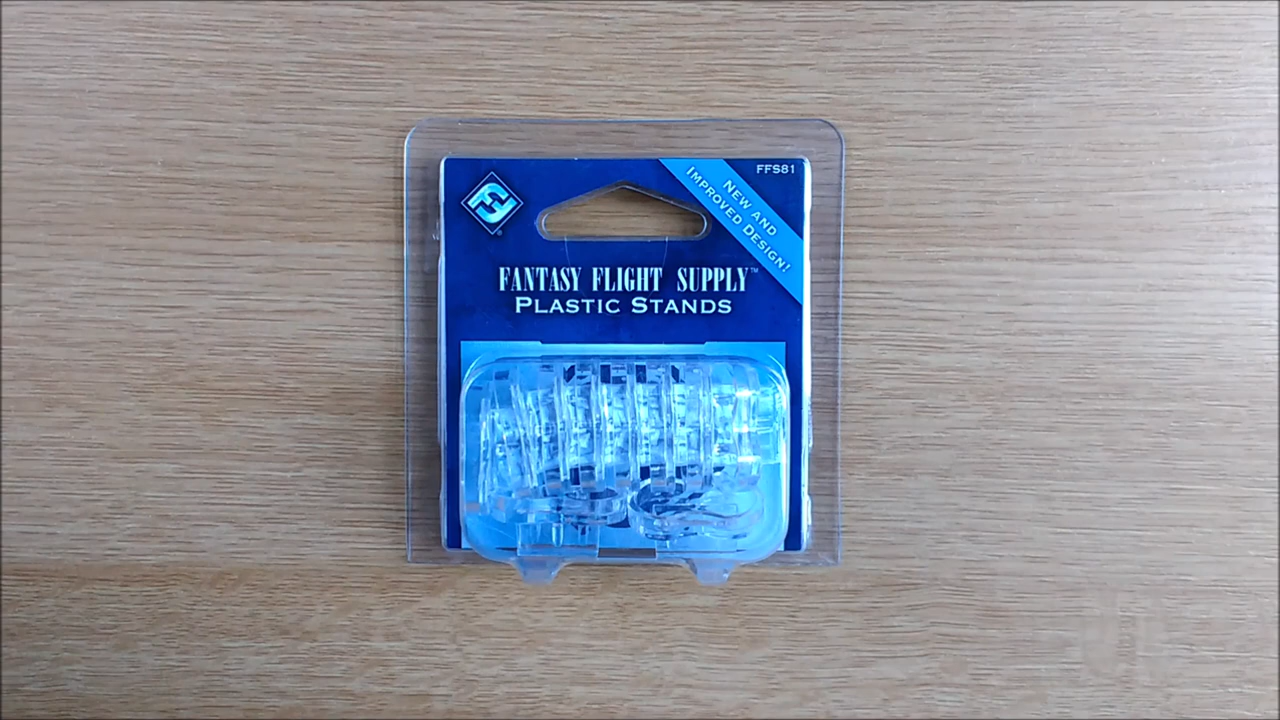 FFS81
NEW AND
IMPROVED DESIGN!
FANTASY FLIGHT SUPPLY™
PLASTIC STANDS